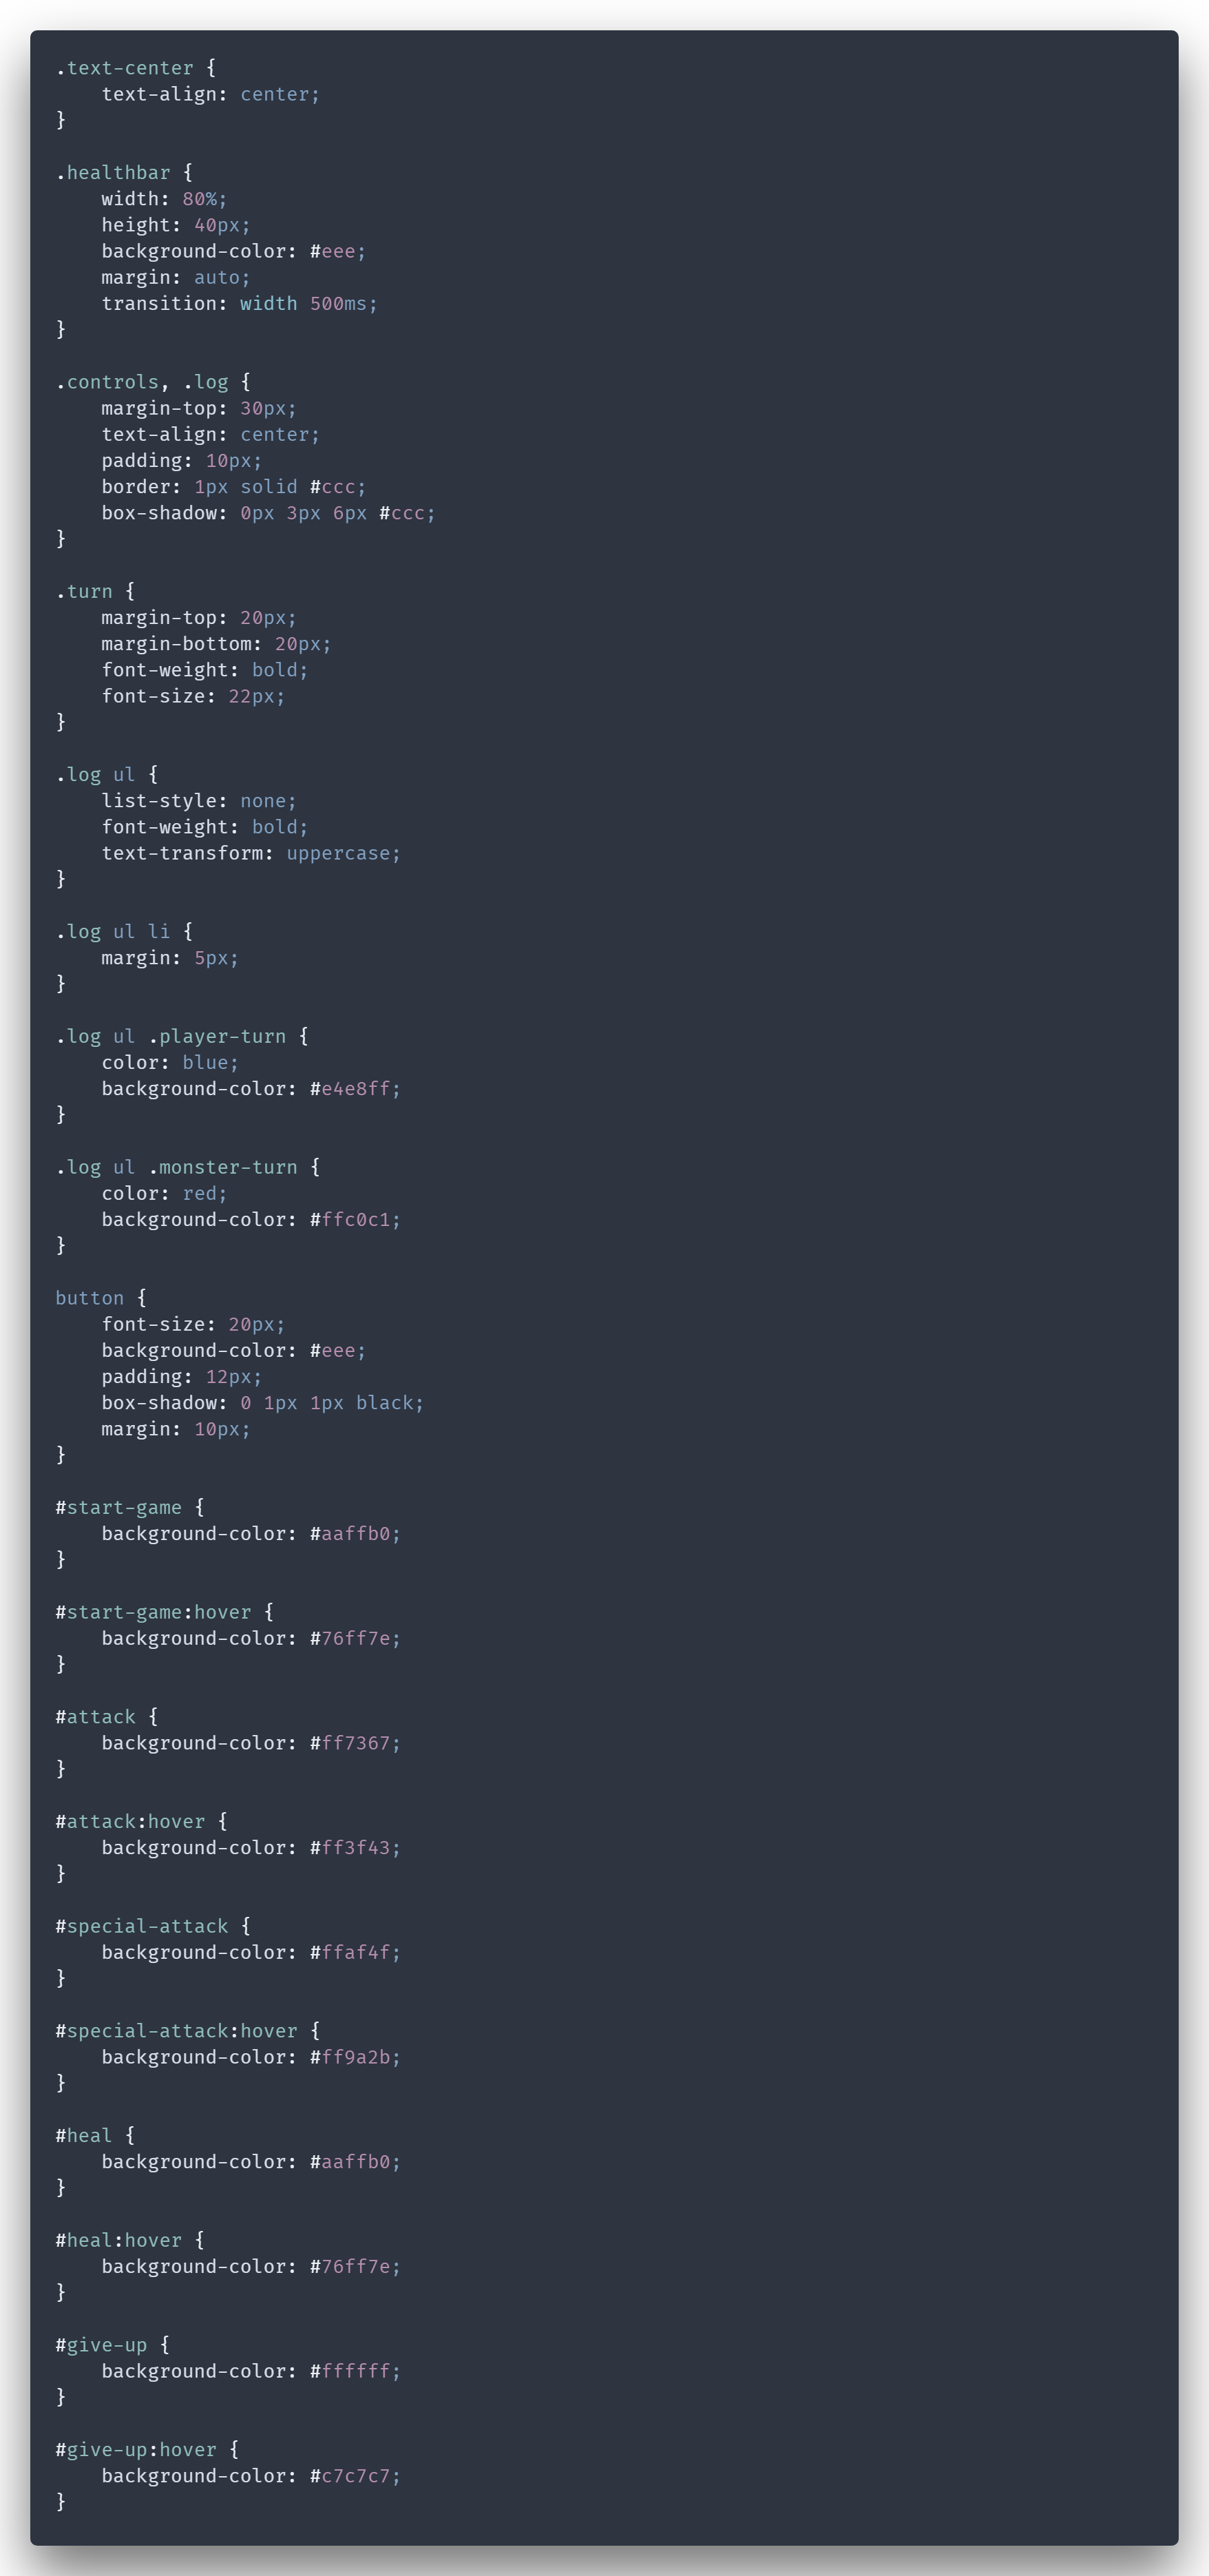 .text-center {
    text-align: center;
}

.healthbar {
    width: 80%;
    height: 40px;
    background-color: #eee;
    margin: auto;
    transition: width 500ms;
}

.controls, .log {
    margin-top: 30px;
    text-align: center;
    padding: 10px;
    border: 1px solid #ccc;
    box-shadow: 0px 3px 6px #ccc;
}

.turn {
    margin-top: 20px;
    margin-bottom: 20px;
    font-weight: bold;
    font-size: 22px;
}

.log ul {
    list-style: none;
    font-weight: bold;
    text-transform: uppercase;
}

.log ul li {
    margin: 5px;
}

.log ul .player-turn {
    color: blue;
    background-color: #e4e8ff;
}

.log ul .monster-turn {
    color: red;
    background-color: #ffc0c1;
}

button {
    font-size: 20px;
    background-color: #eee;
    padding: 12px;
    box-shadow: 0 1px 1px black;
    margin: 10px;
}

#start-game {
    background-color: #aaffb0;
}

#start-game:hover {
    background-color: #76ff7e;
}

#attack {
    background-color: #ff7367;
}

#attack:hover {
    background-color: #ff3f43;
}

#special-attack {
    background-color: #ffaf4f;
}

#special-attack:hover {
    background-color: #ff9a2b;
}

#heal {
    background-color: #aaffb0;
}

#heal:hover {
    background-color: #76ff7e;
}

#give-up {
    background-color: #ffffff;
}

#give-up:hover {
    background-color: #c7c7c7;
}